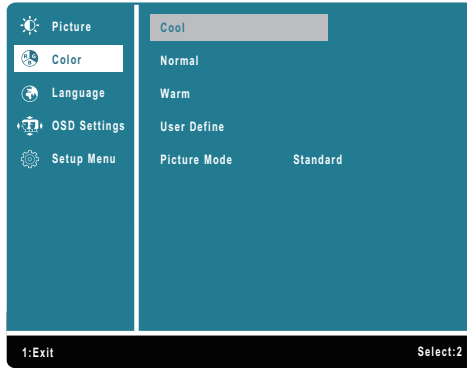 Picture
Color
Language
OSD Settings
Setup Menu
Cool
Normal
Warm
User Define
Picture Mode Standard
1:Exit Select:2